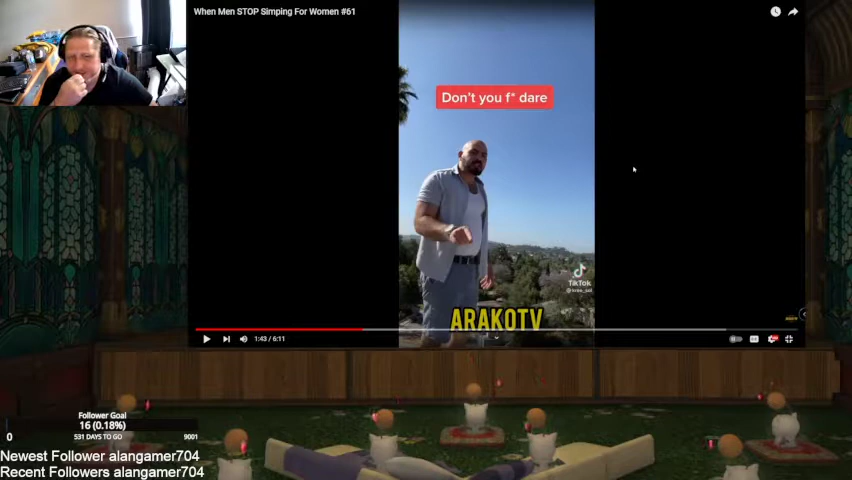 When Men STOP Simping For Women #61
Don't you f* dare
TikTok
ARAKOTV
1:43 / 6:11
Follower Goal
16 (0.18%)
0
531 DAYS TO GO
9001
Newest Follower alangamer704
Recent Followers alangamer704